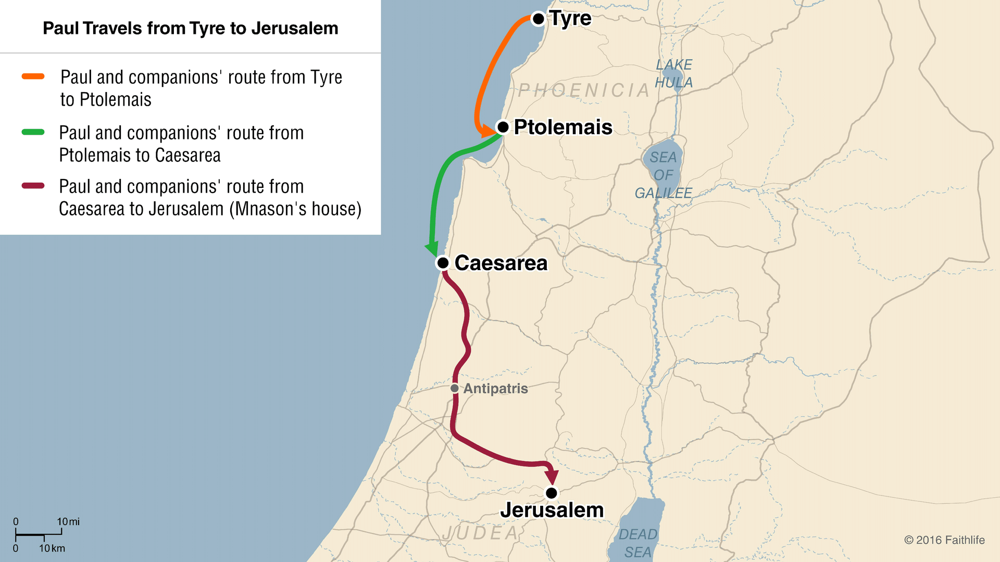 Paul Travels from Tyre to Jerusalem
Paul and companions' route from Tyre
to Ptolemais
Paul and companions' route from
Ptolemais to Caesarea
Paul and companions' route from
Caesarea to Jerusalem (Mnason's house)
Tyre
LAKE
HULA
PHOENICIA
Ptolemais
SEA
OF
GALILEE
Caesarea
Antipatris
Jerusalem
JUDEA
DEAD
SEA
0 10 mi
0 10 km
© 2016 Faithlife